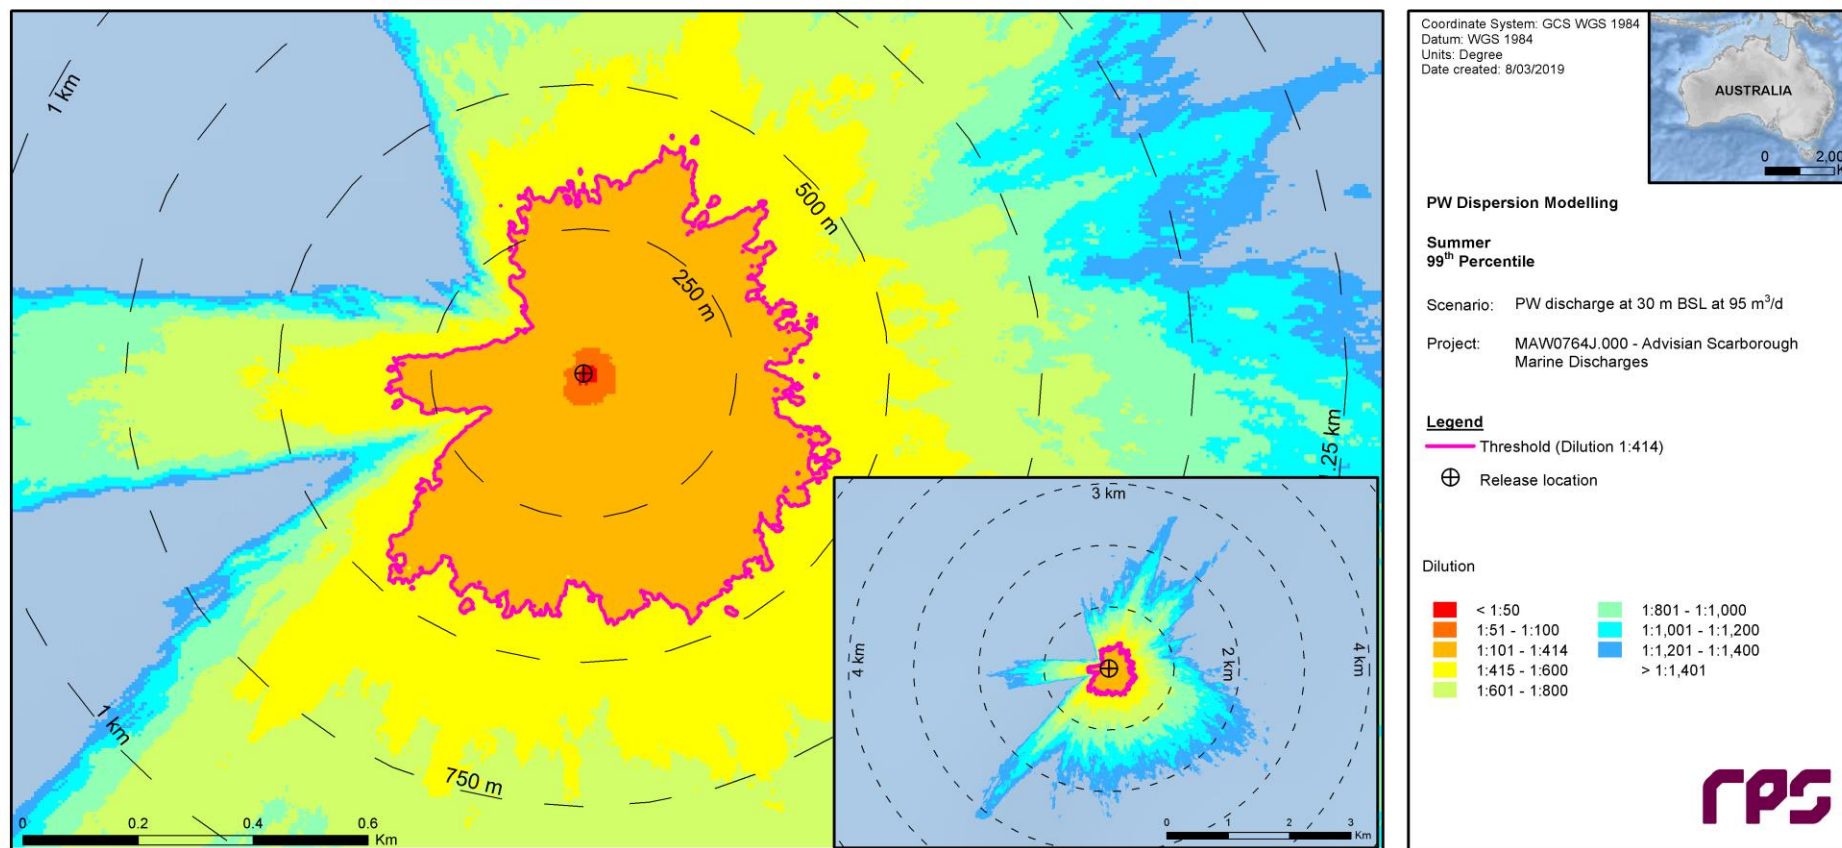 1 km
500 m
250 m
1.25 km
750 m
1 km
0 0.2 0.4 0.6
Km
3 km
4 km
2 km
4 km
0 1 2 3
Km
Coordinate System: GCS WGS 1984
Datum: WGS 1984
Units: Degree
Date created: 8/03/2019
AUSTRALIA
0 2,00
K
PW Dispersion Modelling
Summer
99th Percentile
Scenario: PW discharge at 30 m BSL at 95 m³/d
Project: MAW0764J.000 - Advisian Scarborough
Marine Discharges
Legend
Threshold (Dilution 1:414)
Release location
Dilution
< 1:50
1:51 - 1:100
1:101 - 1:414
1:415 - 1:600
1:601 - 1:800
1:801 - 1:1,000
1:1,001 - 1:1,200
1:1,201 - 1:1,400
> 1:1,401
rps